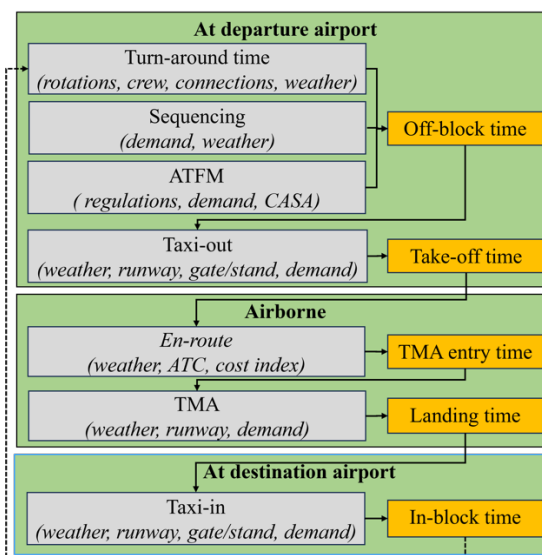 At departure airport
Turn-around time
(rotations, crew, connections, weather)
Sequencing
(demand, weather)
Off-block time
ATFM
( regulations, demand, CASA)
Taxi-out
(weather, runway, gate/stand, demand)
Take-off time
Airborne
En-route
(weather, ATC, cost index)
TMA entry time
TMA
(weather, runway, demand)
Landing time
At destination airport
Taxi-in
(weather, runway, gate/stand, demand)
In-block time